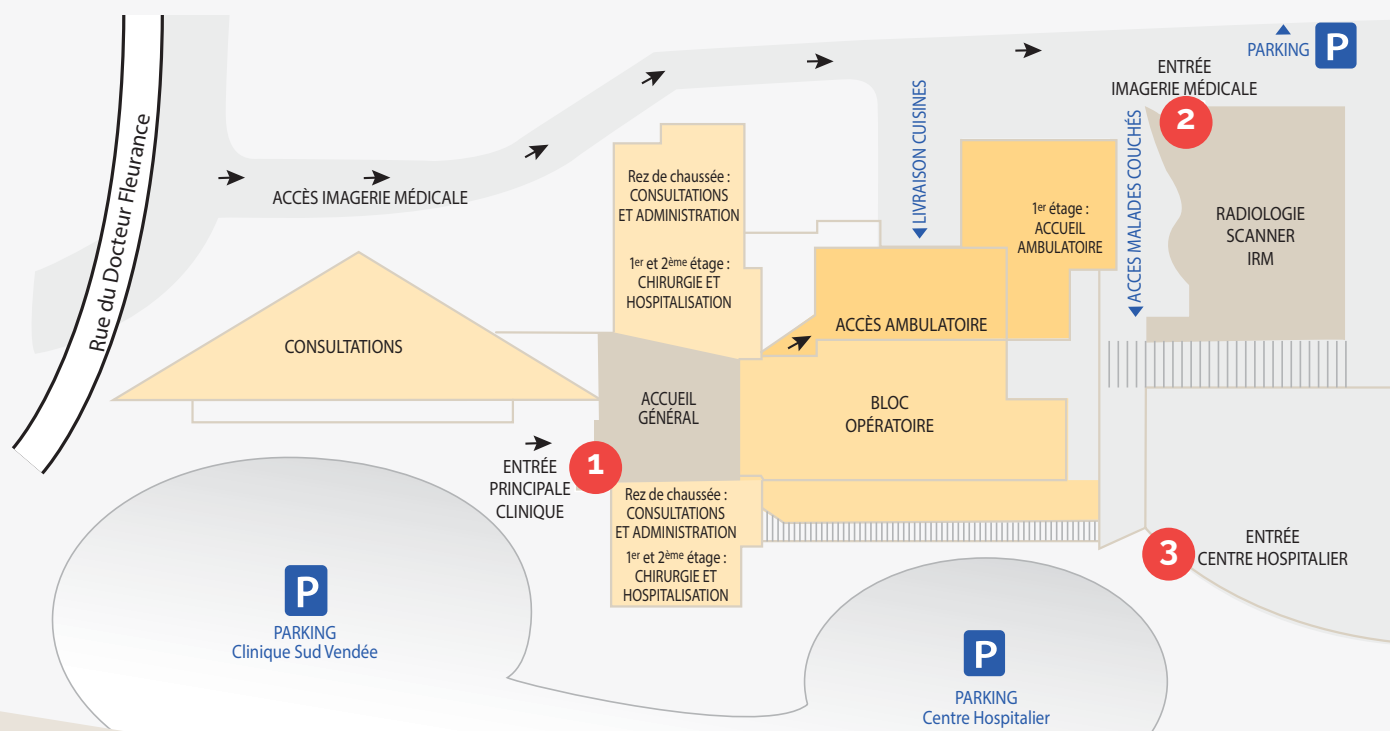 Rue du Docteur Fleurance
ACCÈS IMAGERIE MÉDICALE
PARKING
P
ENTRÉE
IMAGERIE MÉDICALE
2
LIVRAISON CUISINES
ACCES MALADES COUCHÉS
Rez de chaussée :
CONSULTATIONS
ET ADMINISTRATION
1er et 2ème étage :
CHIRURGIE ET
HOSPITALISATION
1er étage :
ACCUEIL
AMBULATOIRE
RADIOLOGIE
SCANNER
IRM
CONSULTATIONS
ACCÈS AMBULATOIRE
ACCUEIL
GÉNÉRAL
BLOC
OPÉRATOIRE
1
ENTRÉE
PRINCIPALE
CLINIQUE
Rez de chaussée :
CONSULTATIONS
ET ADMINISTRATION
1er et 2ème étage :
CHIRURGIE ET
HOSPITALISATION
3
ENTRÉE
CENTRE HOSPITALIER
P
PARKING
Clinique Sud Vendée
P
PARKING
Centre Hospitalier